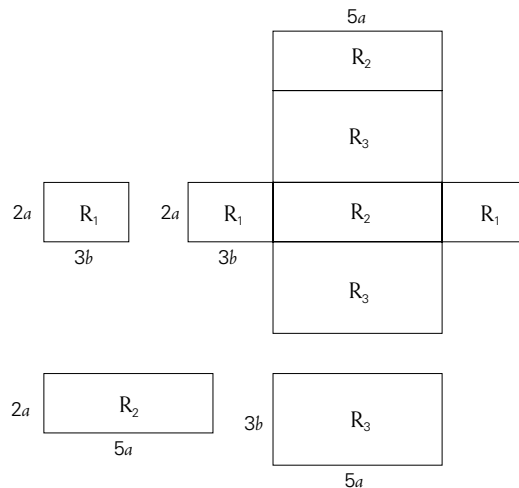 5a
R₂
R₃
2a R₁ 2a R₁ R₂ R₁
3b 3b
R₃
2a R₂ 3b R₃
5a 5a